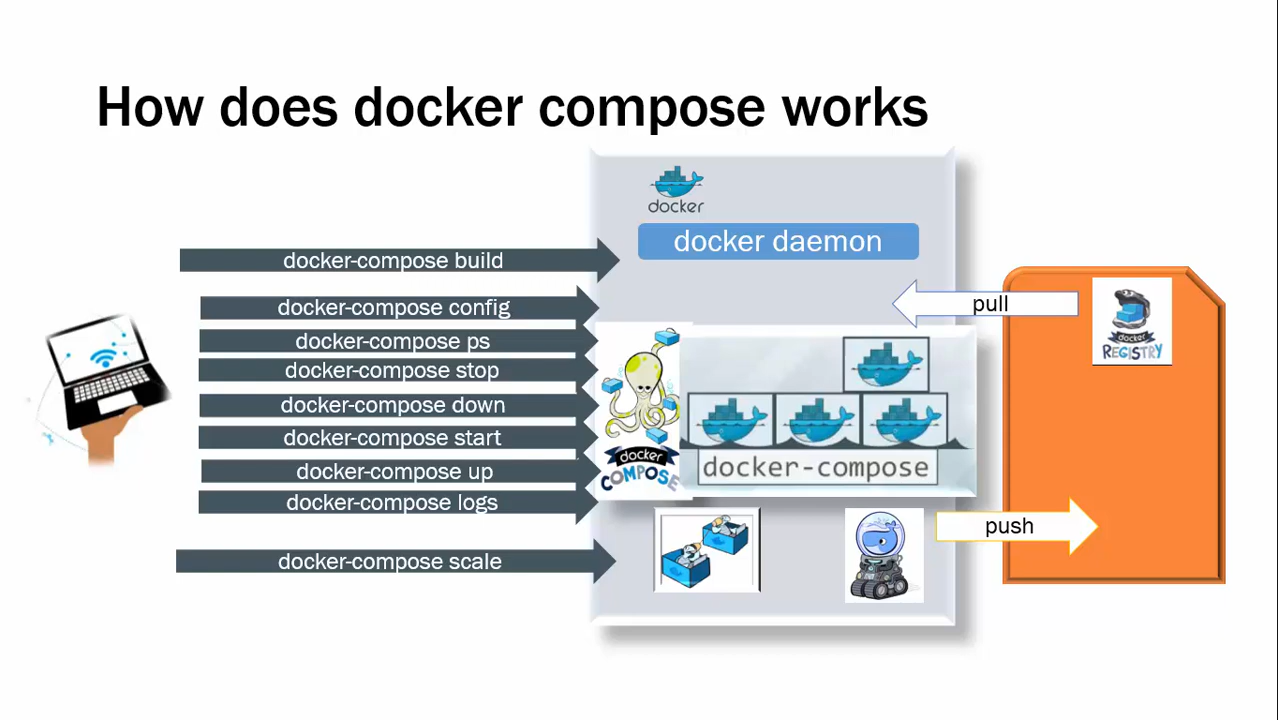 How does docker compose works
docker
docker daemon
docker-compose build
docker-compose config
docker-compose ps
docker-compose stop
docker-compose down
docker-compose start
docker-compose up
docker-compose logs
docker-compose scale
docker
COMPOSE
docker-compose
pull
docker
REGISTRY
push